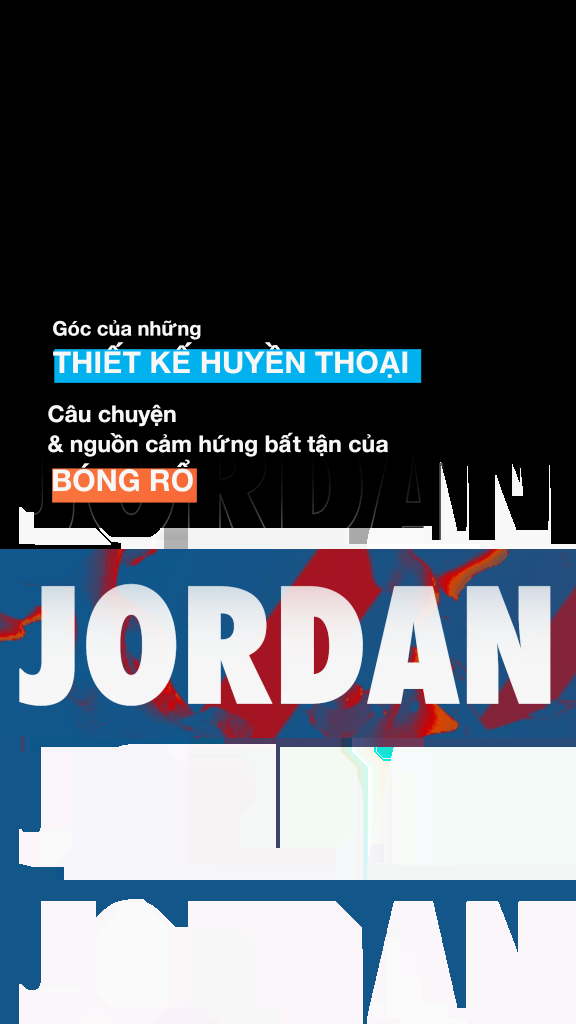 Góc của những
THIẾT KẾ HUYỀN THOẠI
Câu chuyện
& nguồn cảm hứng bất tận của
BÓNG RỔ
JORDAN
JORDAN